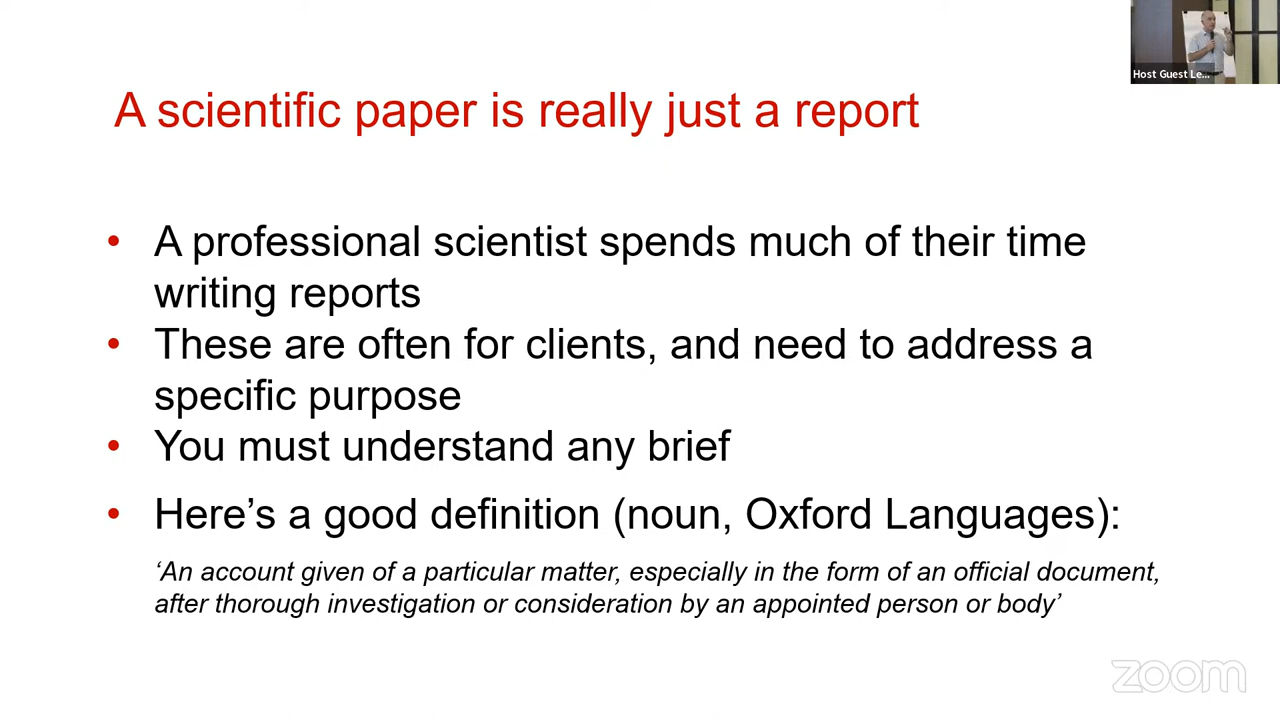 Host Guest Le...
A scientific paper is really just a report
• A professional scientist spends much of their time
writing reports
• These are often for clients, and need to address a
specific purpose
• You must understand any brief
• Here’s a good definition (noun, Oxford Languages):
‘An account given of a particular matter, especially in the form of an official document,
after thorough investigation or consideration by an appointed person or body’
zoom